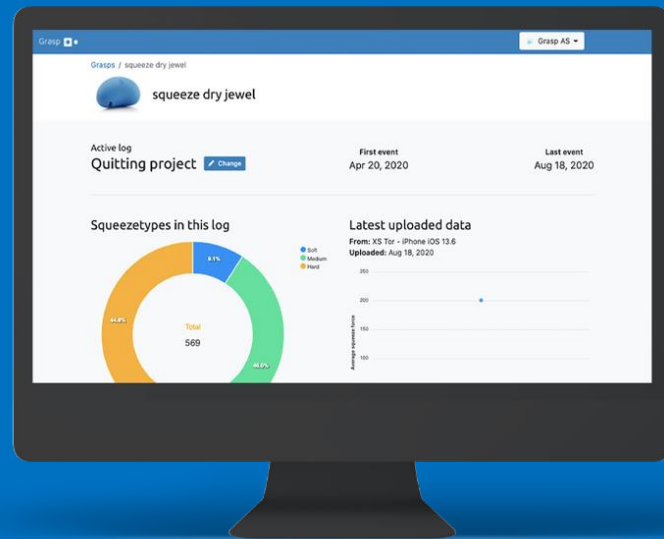 Grasp
Grasp AS
Grasps / squeeze dry jewel
squeeze dry jewel
Active log
Quitting project
Change
First event
Apr 20, 2020
Last event
Aug 18, 2020
Squeezetypes in this log
Soft
Medium
Hard
Total
569
44.8%
46.0%
Latest uploaded data
From: XS Tor - iPhone iOS 13.6
Uploaded: Aug 18, 2020
250
200
150
100
Average squeeze force